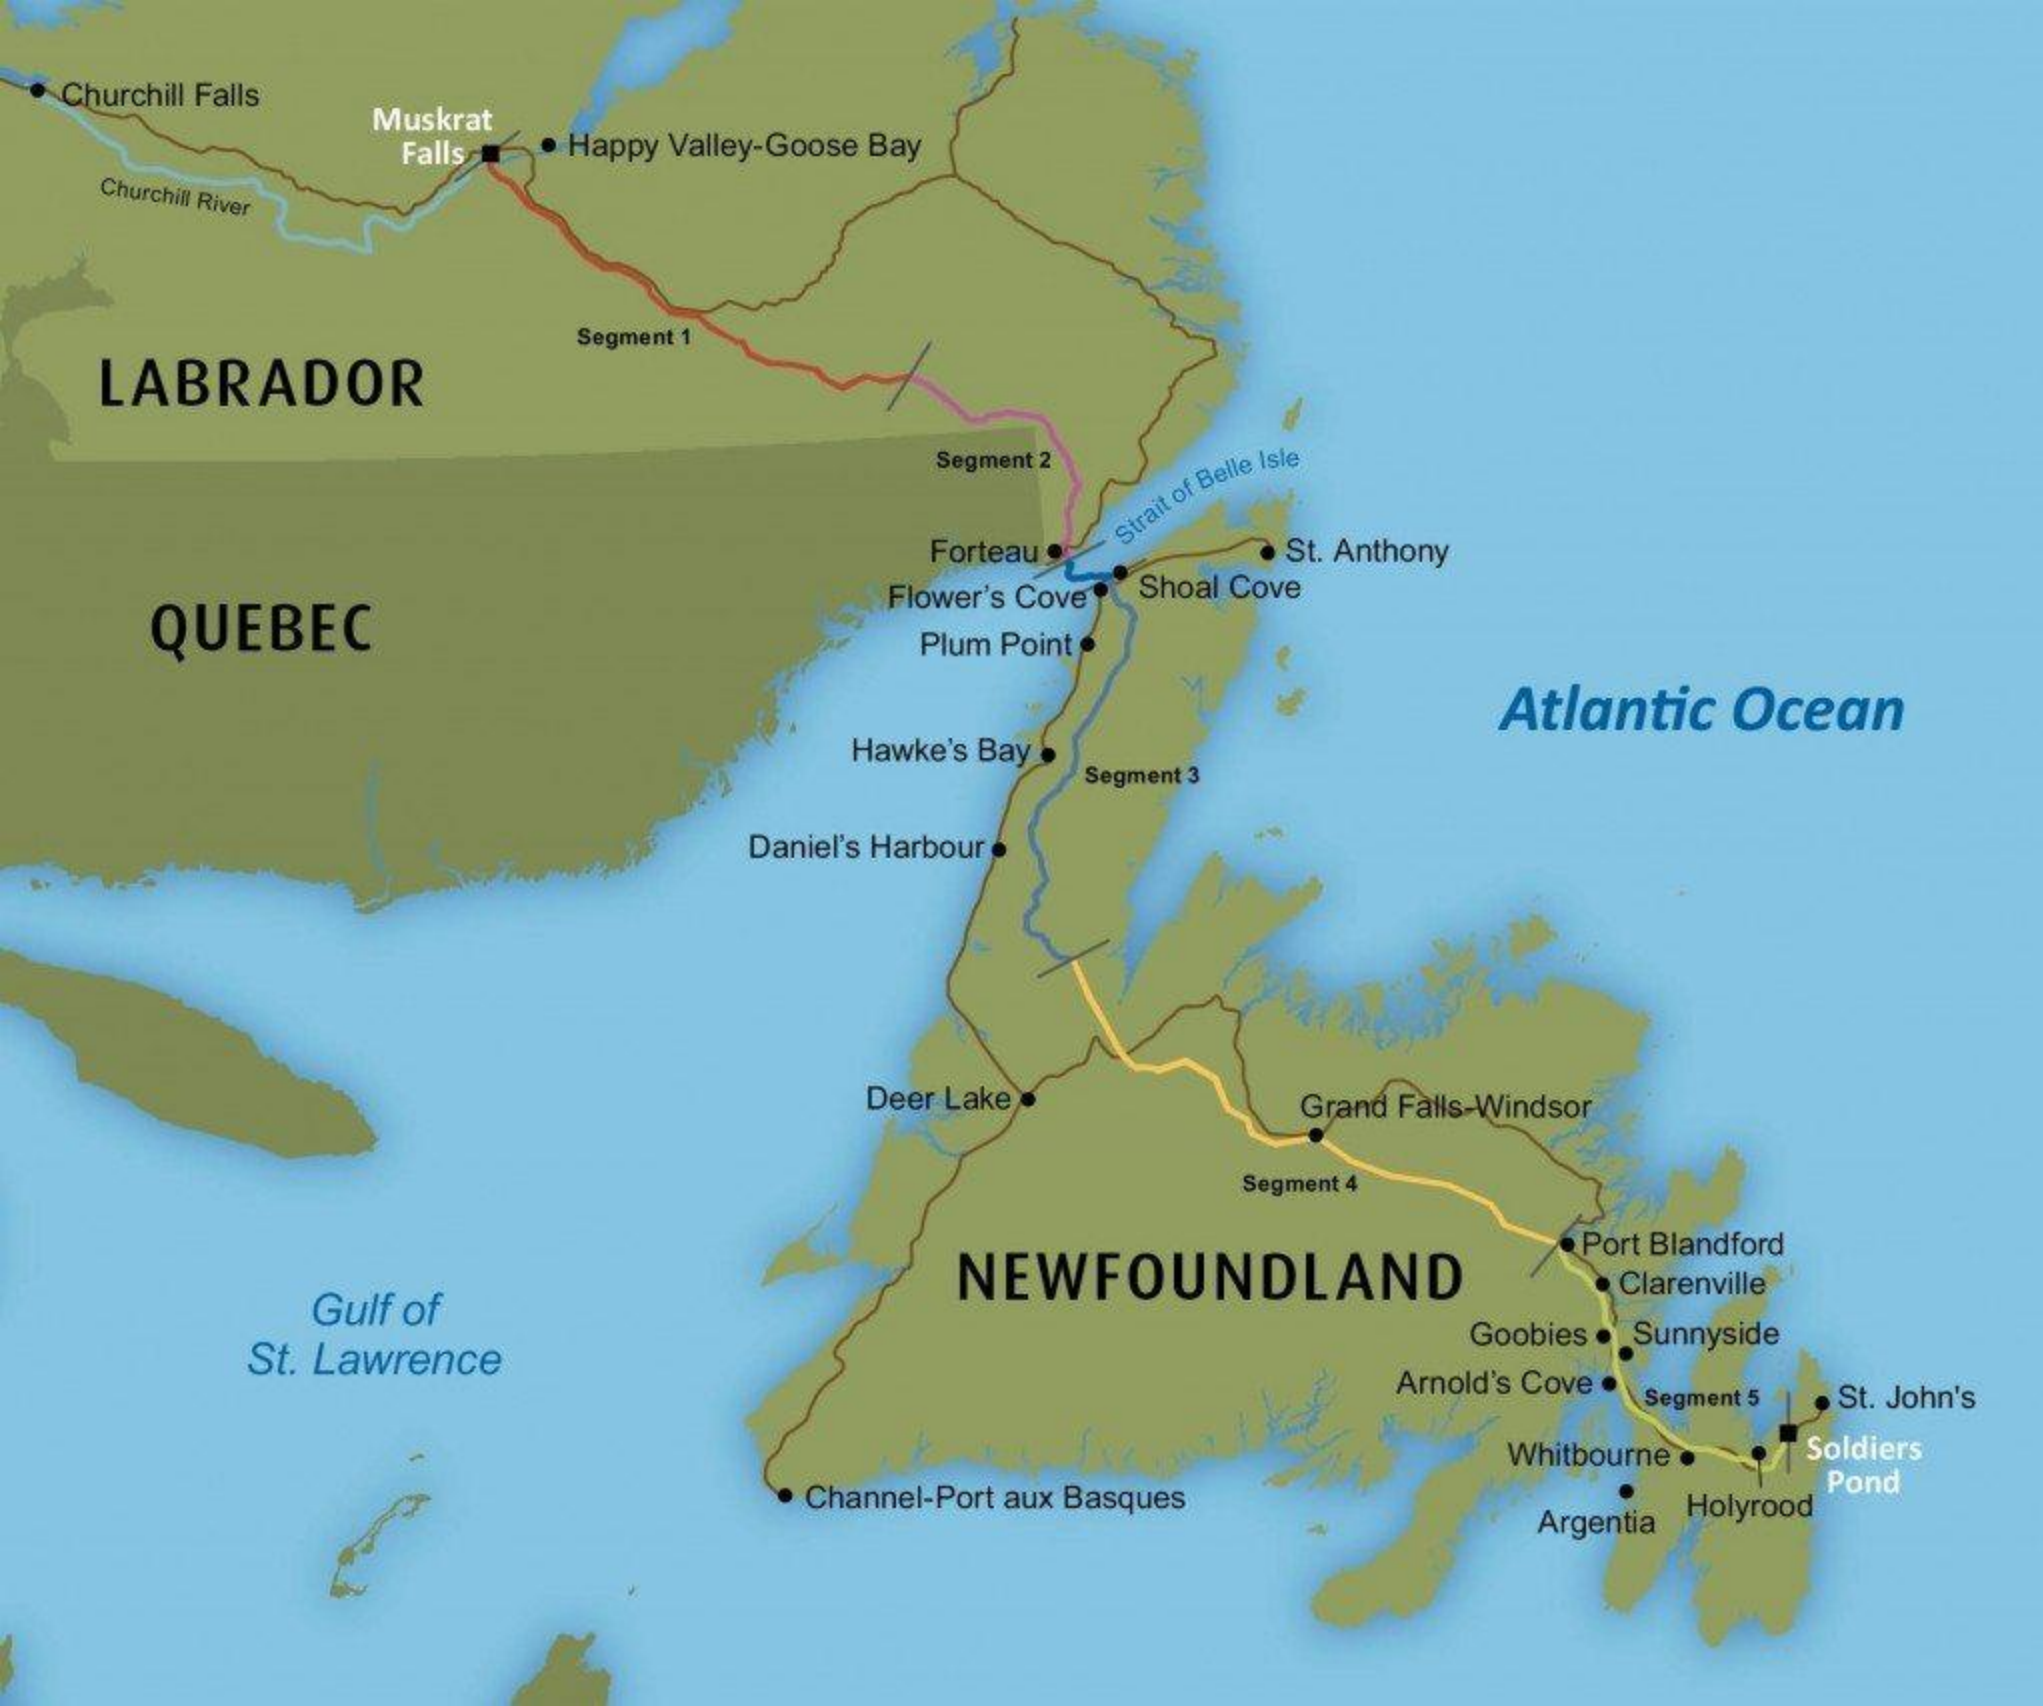 Churchill Falls
Muskrat
Falls
Happy Valley-Goose Bay
Churchill River
Segment 1
LABRADOR
Segment 2
Strait of Belle Isle
Forteau
St. Anthony
Flower's Cove
Shoal Cove
QUEBEC
Plum Point
Atlantic Ocean
Hawke's Bay
Segment 3
Daniel's Harbour
Deer Lake
Grand Falls-Windsor
Segment 4
Port Blandford
NEWFOUNDLAND
Clarenville
Gulf of
St. Lawrence
Goobies
Sunnyside
Arnold's Cove
Segment 5
St. John's
Whitbourne
Soldiers
Pond
Channel-Port aux Basques
Holyrood
Argentia